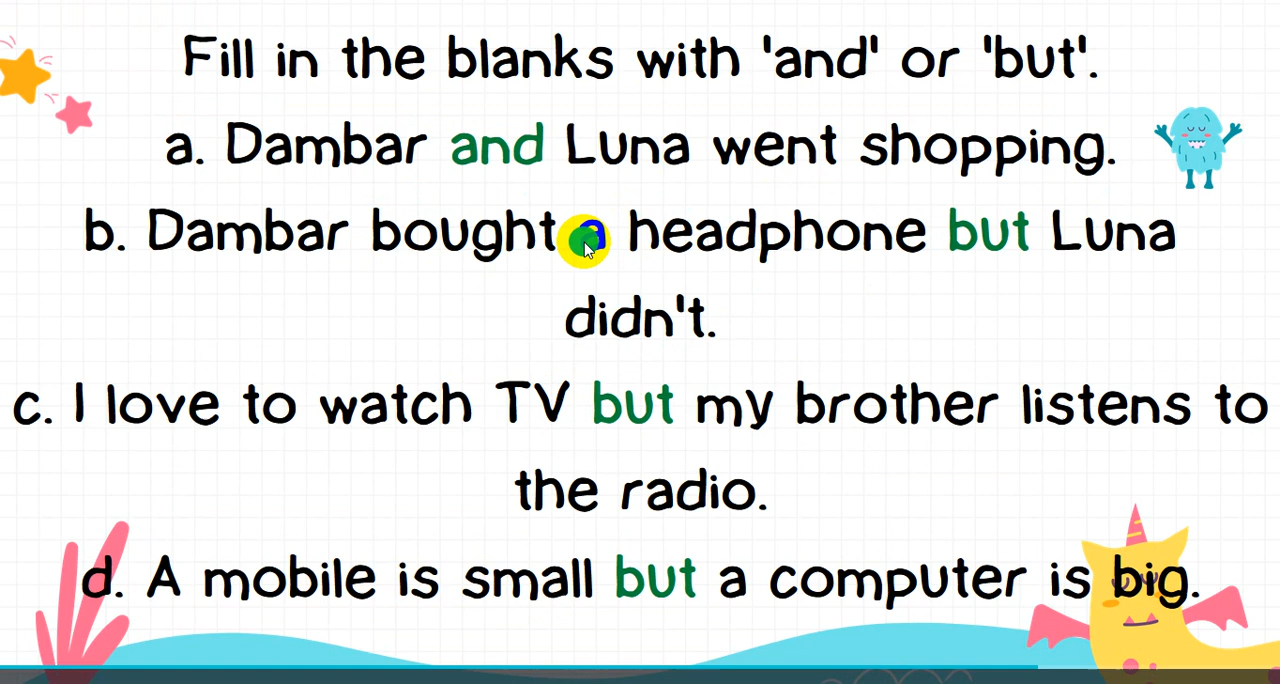 Fill in the blanks with 'and' or 'but'.
a. Dambar and Luna went shopping.
b. Dambar bought a headphone but Luna
didn't.
c. I love to watch TV but my brother listens to
the radio.
d. A mobile is small but a computer is big.